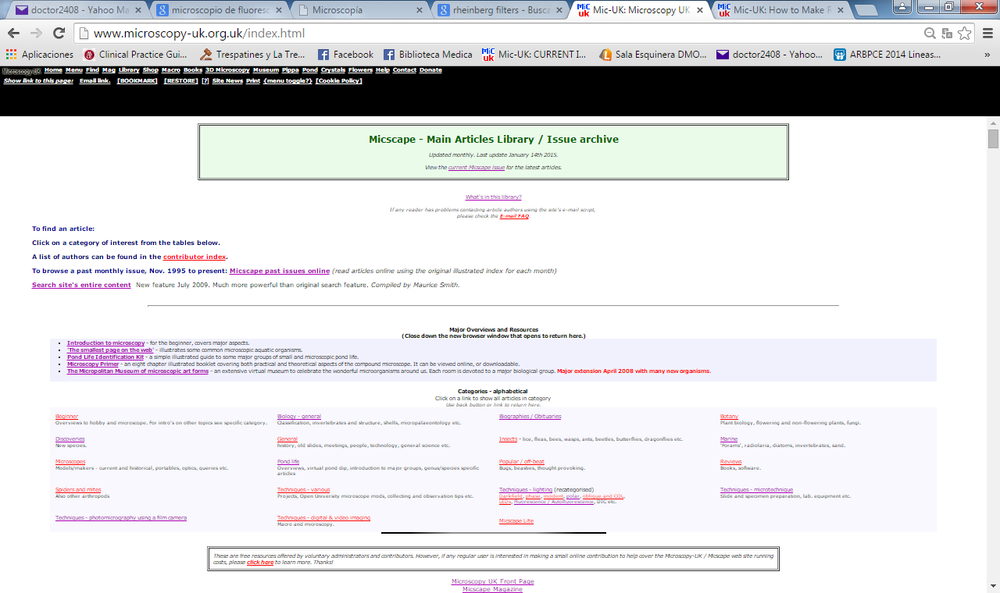 doctor2408 - Yahoo Ma
microscopio de fluoresc
Microscopía
rheinberg filters - Busca
Mic-UK: Microscopy UK
Mic-UK: How to Make R
www.microscopy-uk.org.uk/index.html
Aplicaciones
Clinical Practice Gui...
Trespatines y La Tre...
Facebook
Biblioteca Medica
Mic-UK: CURRENT I...
Sala Esquinera DMO...
doctor2408 - Yahoo...
ARBPCE 2014 Lineas...
»
Microscopy-UK Home Menu Find Mag Library Shop Macro Books 3D Microscopy Museum Pippa Pond Crystals Flowers Help Contact Donate
Show link to this page: Email link. [BOOKMARK] [RESTORE] [?] Site News Print {menu toggle?} [Cookie Policy]
Micscape - Main Articles Library / Issue archive
Updated monthly. Last update January 14th 2015.
View the current Micscape issue for the latest articles.
What's in this library?
If any reader has problems contacting article authors using the site's e-mail script,
please check the E-mail FAQ.
To find an article:
Click on a category of interest from the tables below.
A list of authors can be found in the contributor index.
To browse a past monthly issue, Nov. 1995 to present: Micscape past issues online (read articles online using the original illustrated index for each month)
Search site's entire content New feature July 2009. Much more powerful than original search feature. Compiled by Maurice Smith.
Major Overviews and Resources
(Close down the new browser window that opens to return here.)
• Introduction to microscopy - for the beginner, covers major aspects.
• 'The smallest page on the web' - illustrates some common microscopic aquatic organisms.
• Pond Life Identification Kit - a simple illustrated guide to some major groups of small and microscopic pond life.
• Microscopy Primer - an eight chapter illustrated booklet covering both practical and theoretical aspects of the compound microscope. It can be viewed online, or downloadable.
• The Micropolitan Museum of microscopic art forms - an extensive virtual museum to celebrate the wonderful microorganisms around us. Each room is devoted to a major biological group. Major extension April 2008 with many new organisms.
Categories - alphabetical
Click on a link to show all articles in category
Use back button or link to return here.
Beginner
Overviews to hobby and microscope. For intro's on other topics see specific category.
Biology - general
Classification, invertebrates and structure, shells, micropalaeontology etc.
Biographies / Obituaries
Botany
Plant biology, flowering and non-flowering plants, fungi.
Discoveries
New species.
General
history, old slides, meetings, people, technology, general science etc.
Insects - lice, fleas, bees, wasps, ants, beetles, butterflies, dragonflies etc.
Marine
'Forams', radiolaria, diatoms, invertebrates, sand.
Microscopes
Models/makers - current and historical, portables, optics, queries etc.
Pond life
Overviews, virtual pond dip, introduction to major groups, genus/species specific
articles
Popular / off-beat
Bugs, beasties, thought provoking.
Reviews
Books, software.
Spiders and mites
Also other arthropods
Techniques - various
Projects, Open University microscope mods, collecting and observation tips etc.
Techniques - lighting (recategorised)
Darkfield, phase, incident, polar, oblique and COL,
LEDs, Fluorescence / Autofluorescence, DIC etc.
Techniques - microtechnique
Slide and specimen preparation, lab. equipment etc.
Techniques - photomicrography using a film camera
Techniques - digital & video imaging
Macro and microscopy.
Micscape Lite
These are free resources offered by voluntary administrators and contributors. However, if any regular user is interested in making a small online contribution to help cover the Microscopy-UK / Micscape web site running
costs, please click here to learn more. Thanks!
Microscopy UK Front Page
Micscape Magazine